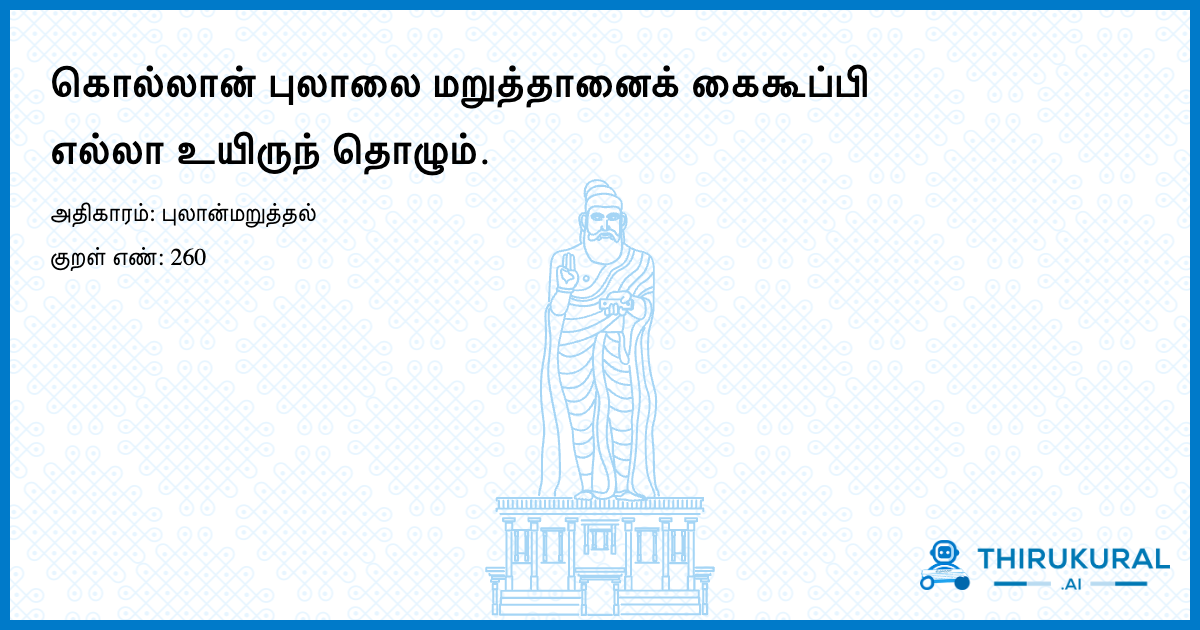 கொல்லான் புலாலை மறுத்தானைக் கைகூப்பி
எல்லா உயிருந் தொழும்.
அதிகாரம்: புலான்மறுத்தல்
குறள் எண்: 260
THIRUKURAL
.AI